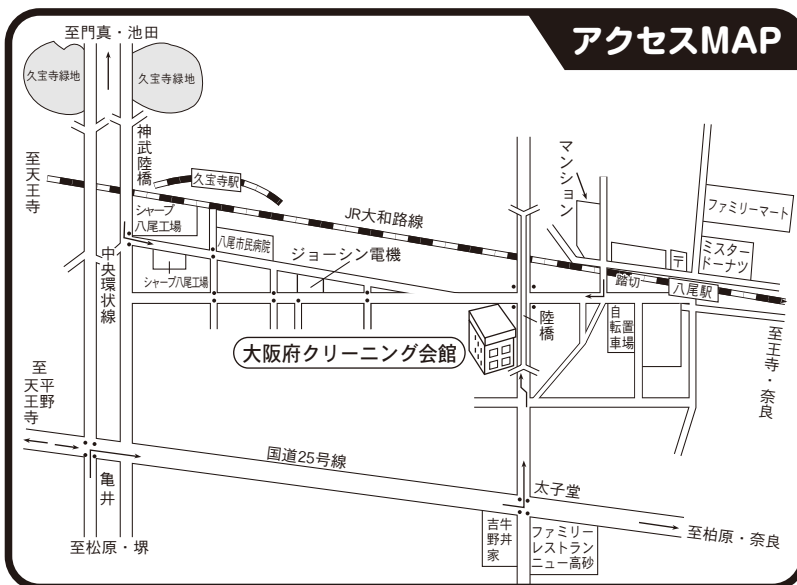 アクセスMAP
至門真・池田
久宝寺緑地
久宝寺緑地
神武陸橋
至天王寺
久宝寺駅
マンション
JR大和路線
シャープ
八尾工場
ファミリーマート
中央環状線
八尾市民病院
ジョーシン電機
シャープ八尾工場
〒
ミスター
ドーナツ
踏切
八尾駅
陸橋
自転車
置場
大阪府クリーニング会館
至王寺・奈良
至
平野
天王寺
国道25号線
亀井
太子堂
至松原・堺
牛丼
吉野家
ファミリー
レストラン
ニュー高砂
至柏原・奈良